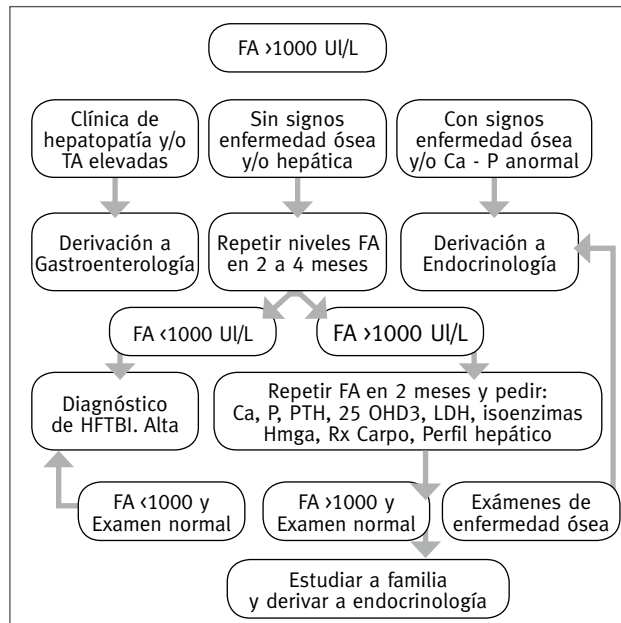 FA >1000 UI/L
Clínica de
hepatopatía y/o
TA elevadas
Sin signos
enfermedad ósea
y/o hepática
Con signos
enfermedad ósea
y/o Ca - P anormal
Derivación a
Gastroenterología
Repetir niveles FA
en 2 a 4 meses
Derivación a
Endocrinología
FA <1000 UI/L
FA >1000 UI/L
Diagnóstico
de HFTBI. Alta
Repetir FA en 2 meses y pedir:
Ca, P, PTH, 25 OHD3, LDH, isoenzimas
Hmga, Rx Carpo, Perfil hepático
FA <1000 y
Examen normal
FA >1000 y
Examen normal
Exámenes de
enfermedad ósea
Estudiar a familia
y derivar a endocrinología